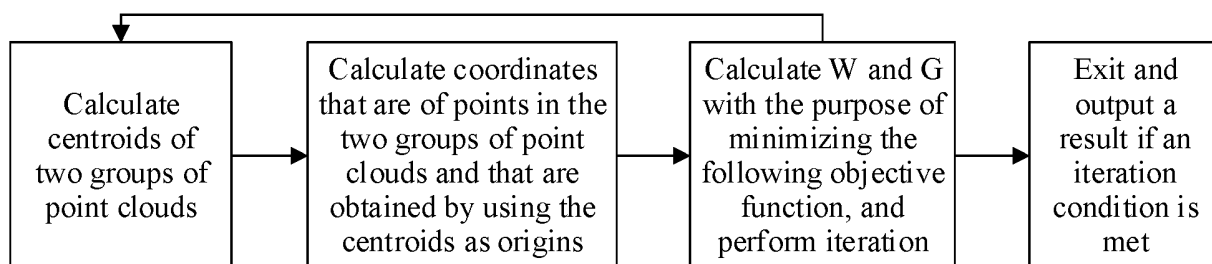 Calculate
centroids of
two groups of
point clouds
Calculate coordinates
that are of points in the
two groups of point
clouds and that are
obtained by using the
centroids as origins
Calculate W and G
with the purpose of
minimizing the
following objective
function, and
perform iteration
Exit and
output a
result if an
iteration
condition is
met